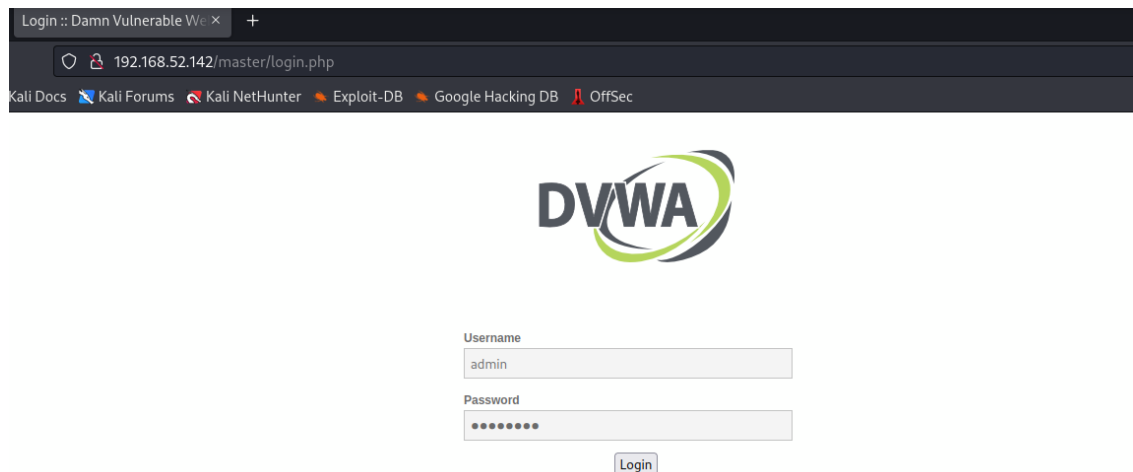 Login :: Damn Vulnerable We
192.168.52.142/master/login.php
Kali Docs Kali Forums Kali NetHunter Exploit-DB Google Hacking DB OffSec
DVWA
Username
admin
Password
••••••••
Login